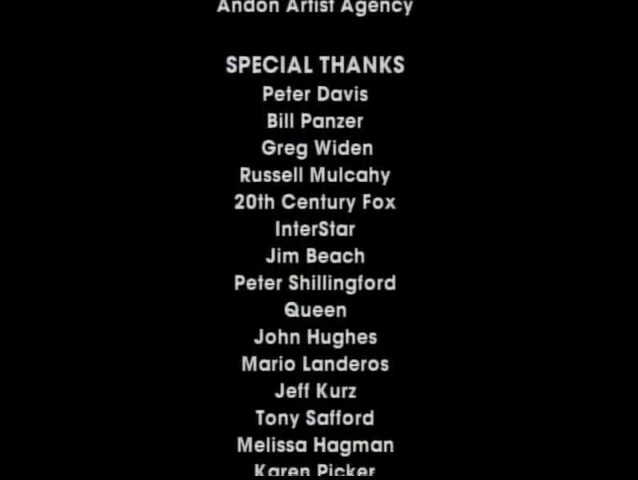 Andon Artist Agency
SPECIAL THANKS
Peter Davis
Bill Panzer
Greg Widen
Russell Mulcahy
20th Century Fox
InterStar
Jim Beach
Peter Shillingford
Queen
John Hughes
Mario Landeros
Jeff Kurz
Tony Safford
Melissa Hagman
Karen Picker